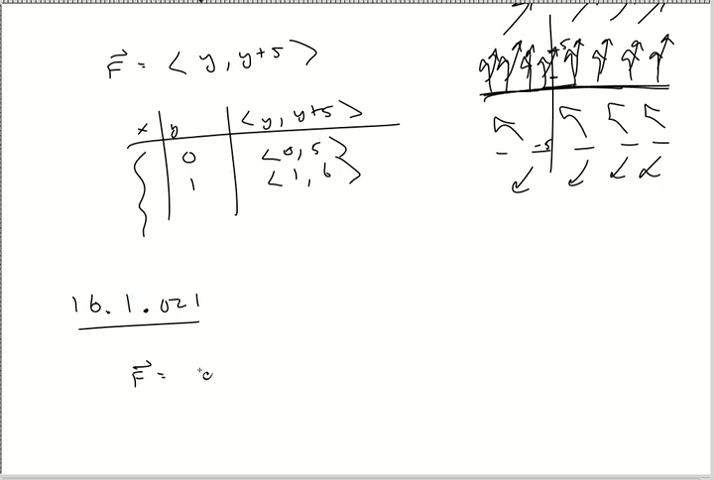 F = < y, y+5 >
x | y | < y, y+5 >
0 | < 0, 5 >
1 | < 1, 6 >
5
-5
16.1.021
F =